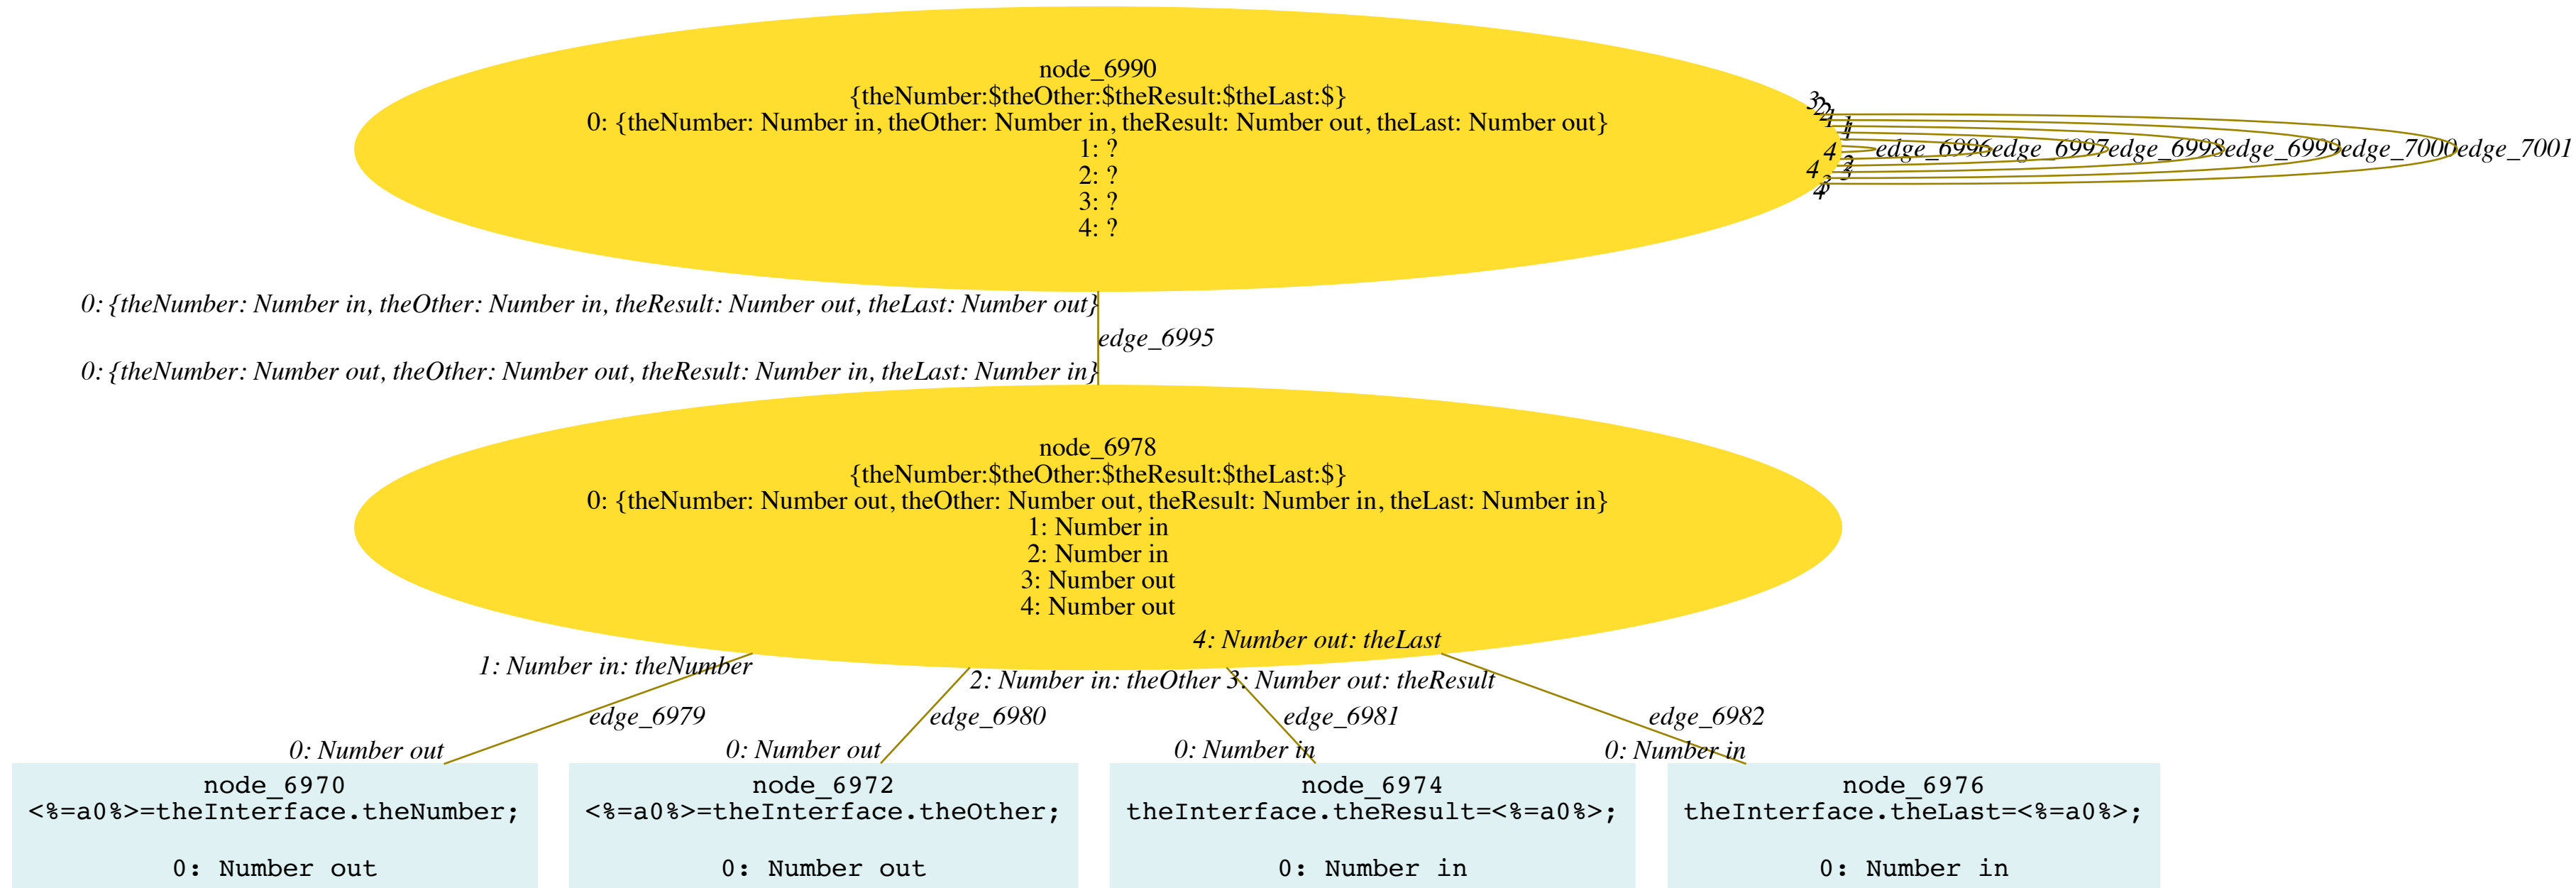 node_6990
{theNumber:$theOther:$theResult:$theLast:$}
0: {theNumber: Number in, theOther: Number in, theResult: Number out, theLast: Number out}
1: ?
2: ?
3: ?
4: ?
3
2
1
4
4
4
edge_6996edge_6997edge_6998edge_6999edge_7000edge_7001
0: {theNumber: Number in, theOther: Number in, theResult: Number out, theLast: Number out}
edge_6995
0: {theNumber: Number out, theOther: Number out, theResult: Number in, theLast: Number in}
node_6978
{theNumber:$theOther:$theResult:$theLast:$}
0: {theNumber: Number out, theOther: Number out, theResult: Number in, theLast: Number in}
1: Number in
2: Number in
3: Number out
4: Number out
4: Number out: theLast
1: Number in: theNumber
2: Number in: theOther 3: Number out: theResult
edge_6979
edge_6980
edge_6981
edge_6982
0: Number out
0: Number out
0: Number in
0: Number in
node_6970
<%=a0%>=theInterface.theNumber;
0: Number out
node_6972
<%=a0%>=theInterface.theOther;
0: Number out
node_6974
theInterface.theResult=<%=a0%>;
0: Number in
node_6976
theInterface.theLast=<%=a0%>;
0: Number in